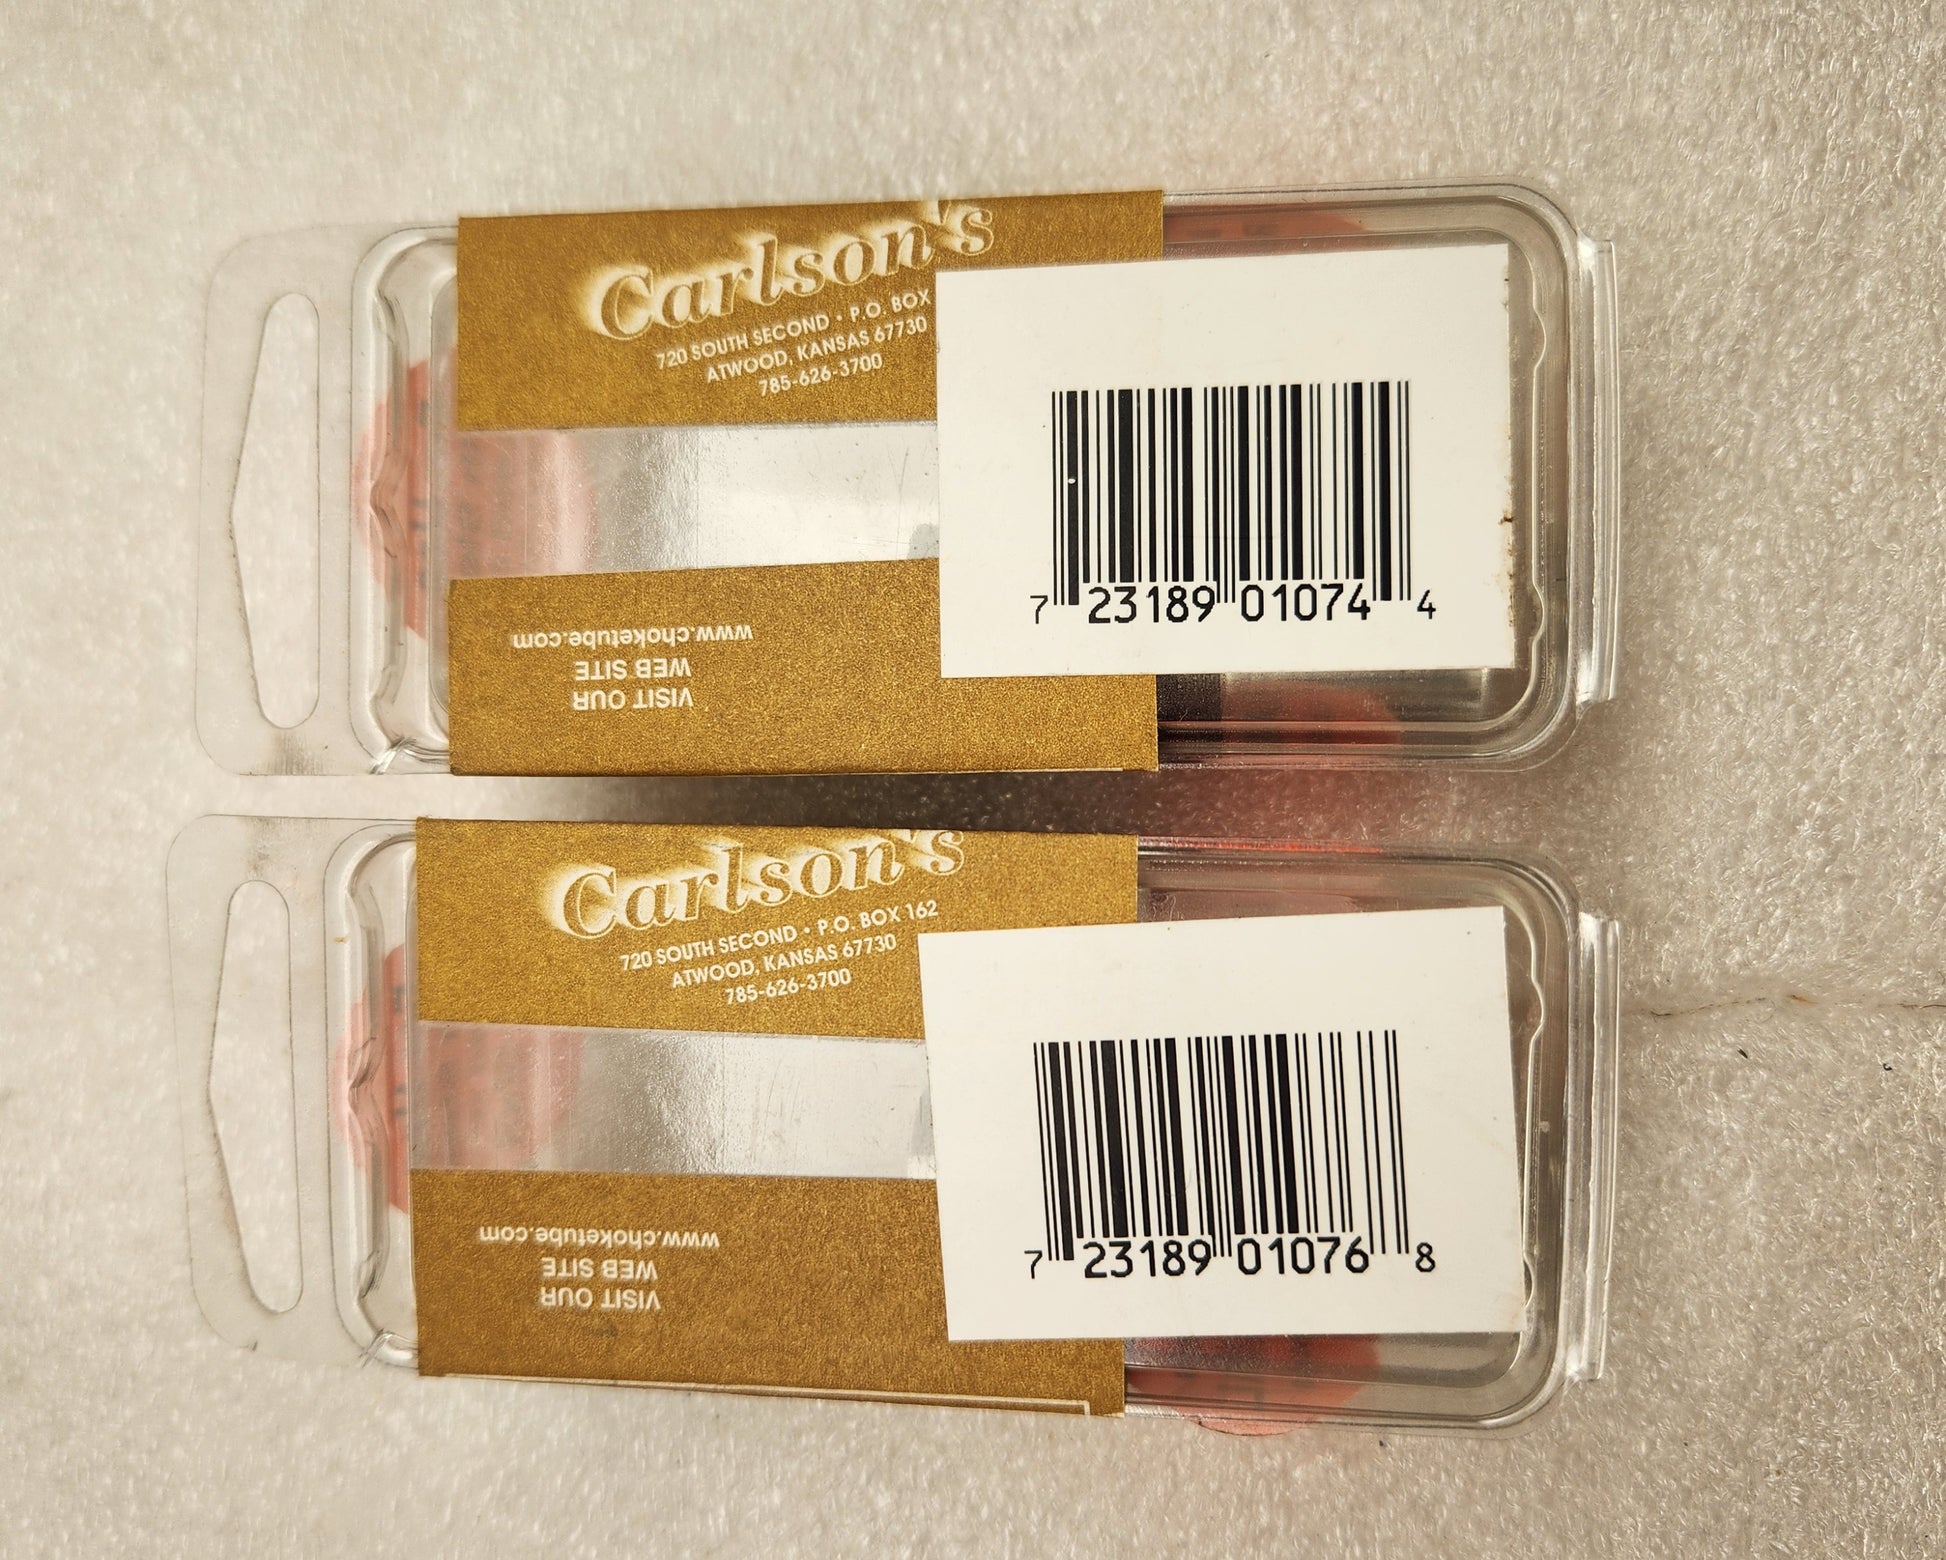 Carlson's
720 SOUTH SECOND • P.O. BOX
ATWOOD, KANSAS 67730
785-626-3700
7 23189 01074 4
VISIT OUR
WEB SITE
www.choketube.com
Carlson's
720 SOUTH SECOND • P.O. BOX 162
ATWOOD, KANSAS 67730
785-626-3700
7 23189 01076 8
VISIT OUR
WEB SITE
www.choketube.com